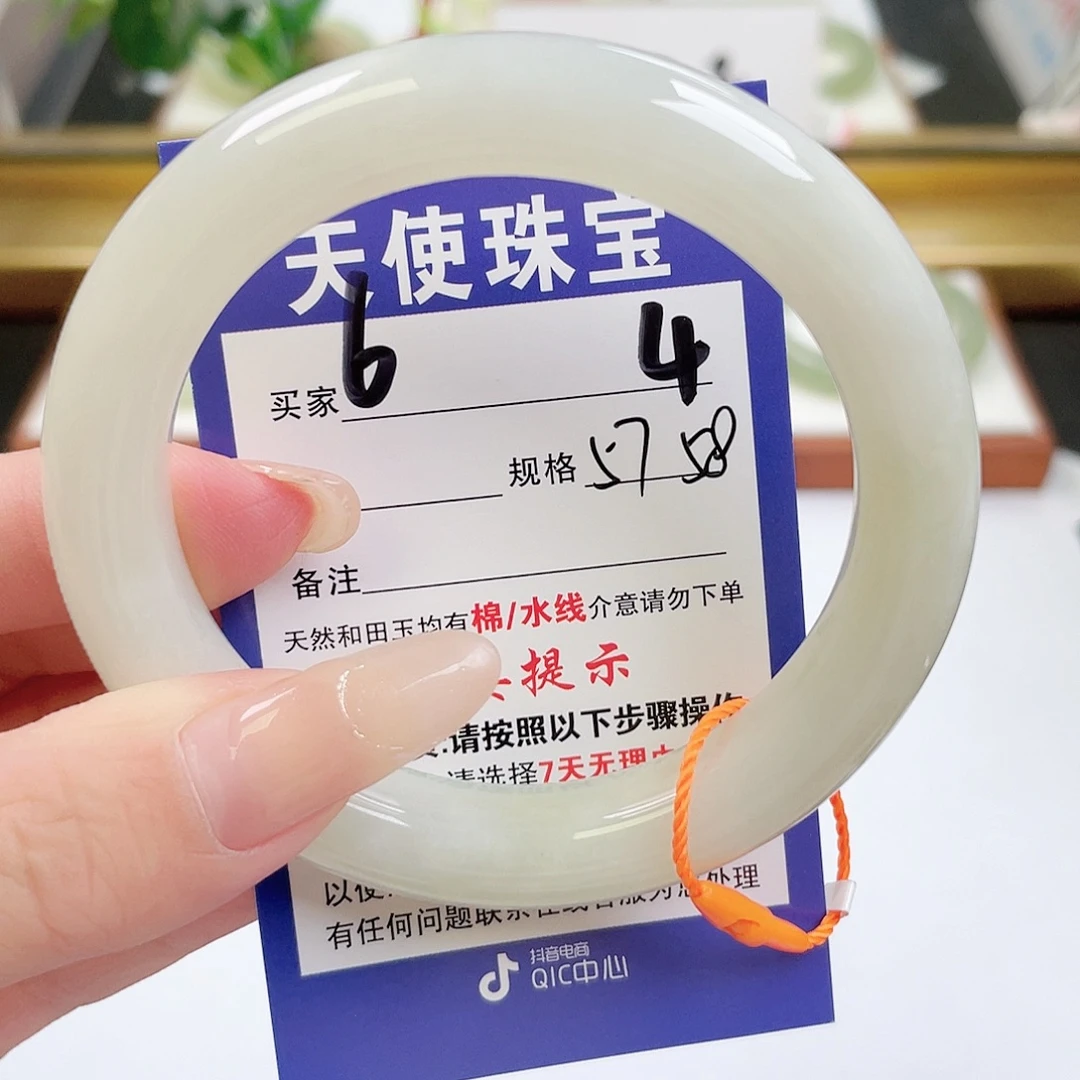 天使珠宝
买家 6 4
规格 57 58
备注
天然和田玉均有棉/水线介意请勿下单
提示
请按照以下步骤操作
请选择7天无理由
以便
有任何问题联系在线客服为您处理
抖音电商
QIC中心